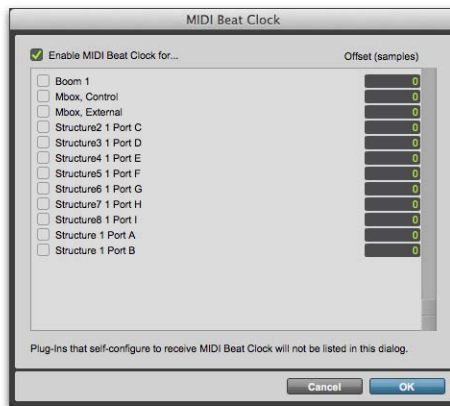 MIDI Beat Clock
Enable MIDI Beat Clock for... Offset (samples)
Boom 1 0
Mbox, Control 0
Mbox, External 0
Structure2 1 Port C 0
Structure3 1 Port D 0
Structure4 1 Port E 0
Structure5 1 Port F 0
Structure6 1 Port G 0
Structure7 1 Port H 0
Structure8 1 Port I 0
Structure 1 Port A 0
Structure 1 Port B 0
Plug-Ins that self-configure to receive MIDI Beat Clock will not be listed in this dialog.
Cancel OK